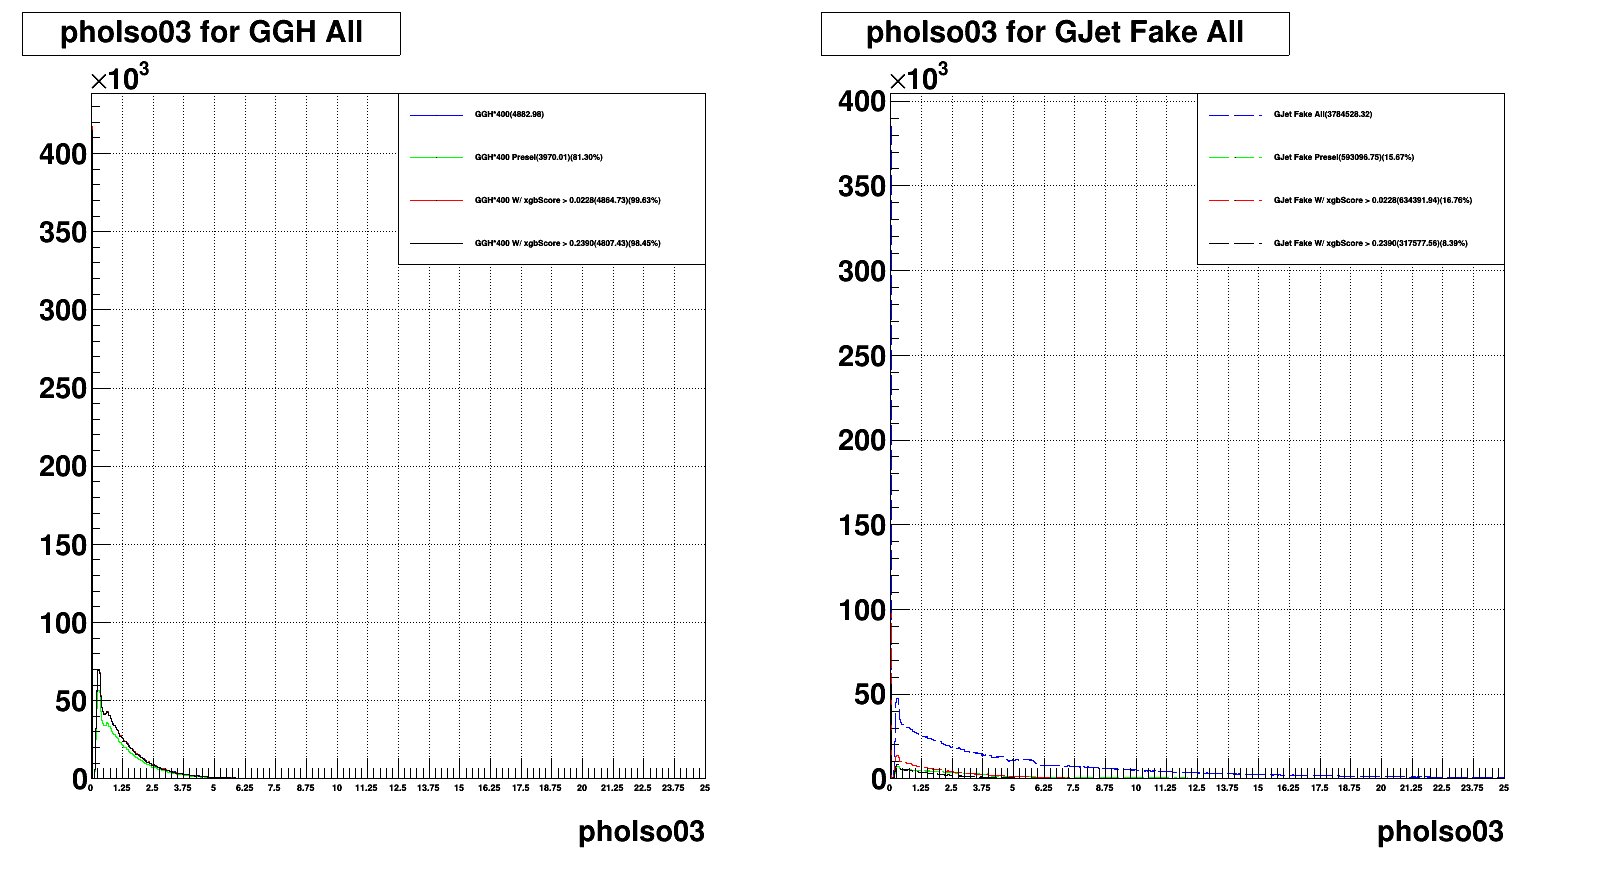 phoIso03 for GGH All
×10³
GGH*400(4882.98)
GGH*400 Presel(3970.01)(81.30%)
GGH*400 W/ xgbScore > 0.0228(4864.73)(99.63%)
GGH*400 W/ xgbScore > 0.2390(4807.43)(98.45%)
400
350
300
250
200
150
100
50
0
0 1.25 2.5 3.75 5 6.25 7.5 8.75 10 11.25 12.5 13.75 15 16.25 17.5 18.75 20 21.25 22.5 23.75 25
phoIso03
phoIso03 for GJet Fake All
×10³
GJet Fake All(3784528.32)
GJet Fake Presel(593096.75)(15.67%)
GJet Fake W/ xgbScore > 0.0228(634391.94)(16.76%)
GJet Fake W/ xgbScore > 0.2390(317577.56)(8.39%)
400
350
300
250
200
150
100
50
0
0 1.25 2.5 3.75 5 6.25 7.5 8.75 10 11.25 12.5 13.75 15 16.25 17.5 18.75 20 21.25 22.5 23.75 25
phoIso03